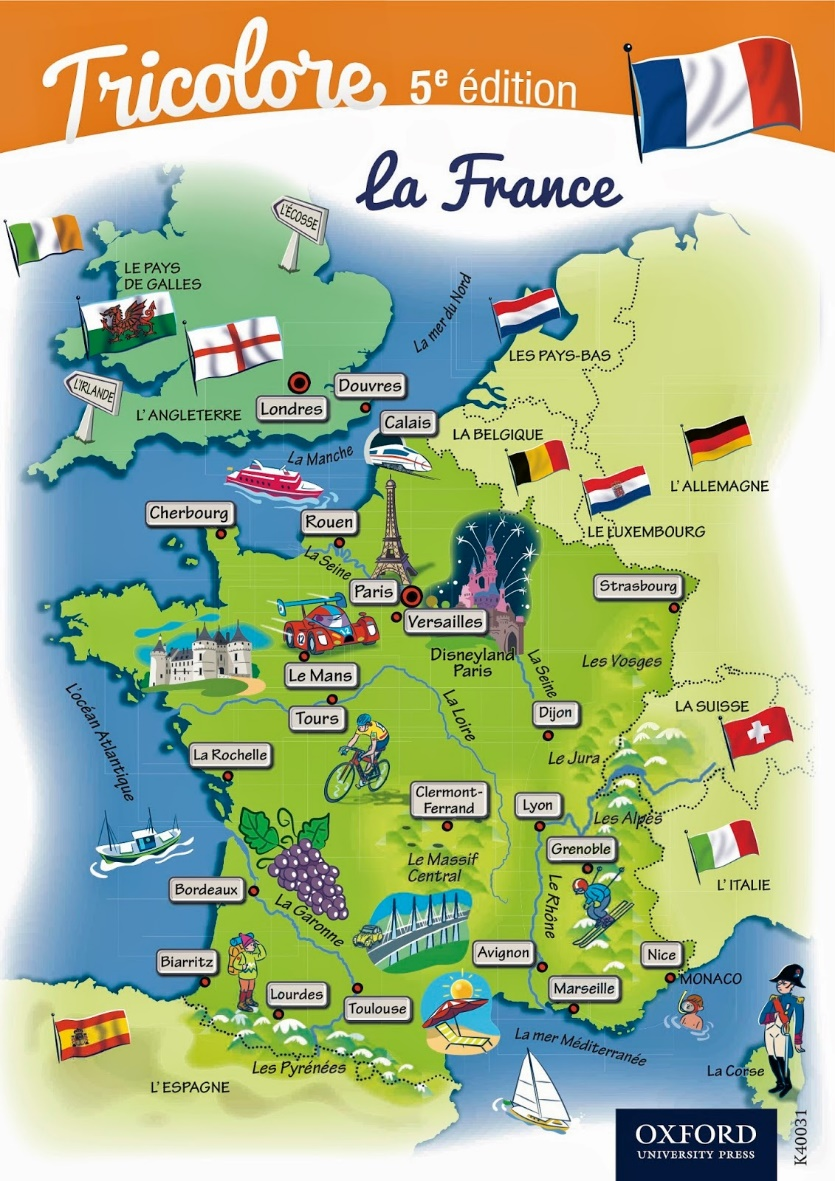 Tricolore 5e édition
la France
L'ÉCOSSE
LE PAYS
DE GALLES
La mer du Nord
LES PAYS-BAS
L'IRLANDE
L'ANGLETERRE
Londres
Douvres
Calais
LA BELGIQUE
La Manche
L'ALLEMAGNE
LE LUXEMBOURG
Cherbourg
Rouen
La Seine
Paris
Versailles
Strasbourg
Disneyland
Paris
La Seine
Les Vosges
Le Mans
L'océan Atlantique
Tours
La Loire
Dijon
LA SUISSE
La Rochelle
Le Jura
Clermont-
Ferrand
Lyon
Les Alpes
Grenoble
Le Massif
Central
L'ITALIE
Bordeaux
La Garonne
Le Rhône
Biarritz
Avignon
Nice
MONACO
Lourdes
Toulouse
Marseille
La mer Méditerranée
Les Pyrénées
La Corse
L'ESPAGNE
12
OXFORD
UNIVERSITY PRESS
K40031